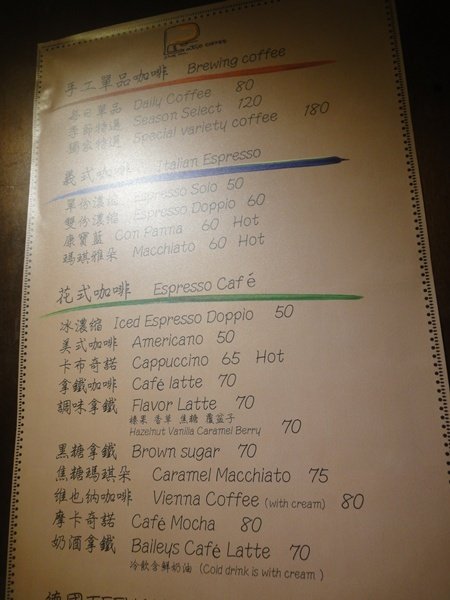 手工單品咖啡 Brewing coffee
每日單品 Daily Coffee 80
季節特選 Season Select 120
獨家特選 Special variety coffee 180
義式咖啡 Italian Espresso
單份濃縮 Espresso Solo 50
雙份濃縮 Espresso Doppio 60
康寶藍 Con Panna 60 Hot
瑪琪雅朵 Macchiato 60 Hot
花式咖啡 Espresso Café
冰濃縮 Iced Espresso Doppio 50
美式咖啡 Americano 50
卡布奇諾 Cappuccino 65 Hot
拿鐵咖啡 Café latte 70
調味拿鐵 Flavor Latte 70
榛果 香草 焦糖 覆盆子
Hazelnut Vanilla Caramel Berry 70
黑糖拿鐵 Brown sugar 70
焦糖瑪琪朵 Caramel Macchiato 75
維也納咖啡 Vienna Coffee (with cream) 80
摩卡奇諾 Café Mocha 80
奶酒拿鐵 Baileys Café Latte 70
冷飲含鮮奶油 (Cold drink is with cream )